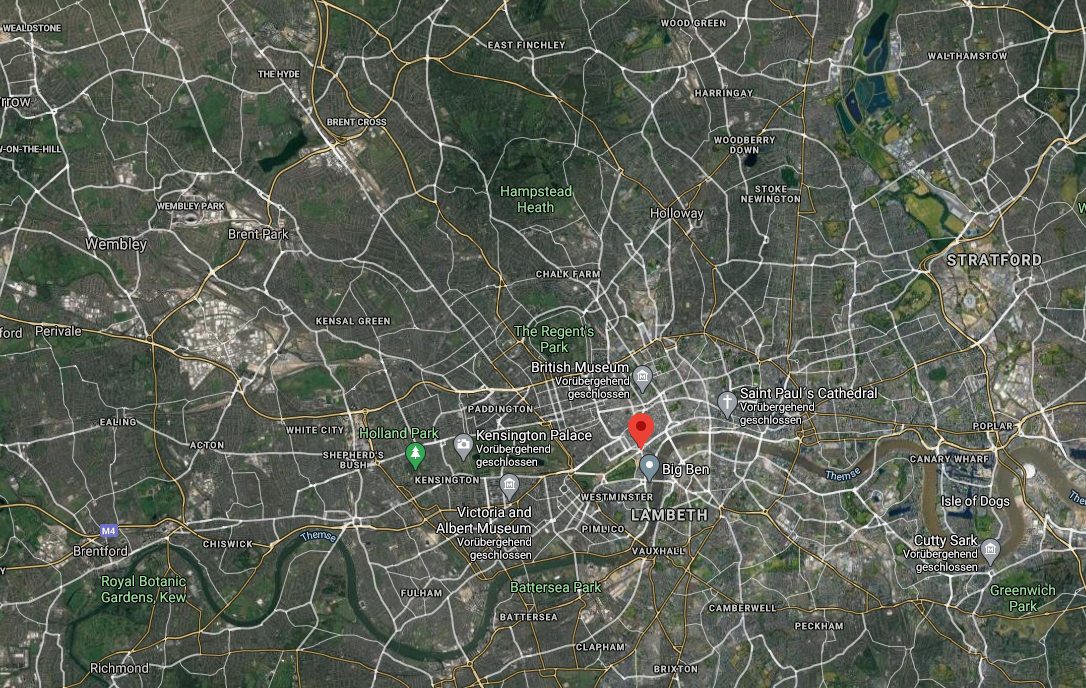 WEALDSTONE
WOOD GREEN
EAST FINCHLEY
WALTHAMSTOW
THE HYDE
rrow
HARRINGAY
BRENT CROSS
W-ON-THE-HILL
WOODBERRY
DOWN
Hampstead
Heath
STOKE
NEWINGTON
WEMBLEY PARK
Holloway
W
Brent Park
Wembley
STRATFORD
CHALK FARM
KENSAL GREEN
ford
Perivale
The Regent's
Park
British Museum
Vorübergehend
geschlossen
Saint Paul´s Cathedral
Vorübergehend
geschlossen
PADDINGTON
EALING
WHITE CITY
Holland Park
POPLAR
ACTON
Kensington Palace
Vorübergehend
geschlossen
SHEPHERD'S
BUSH
CANARY WHARF
Big Ben
Themse
KENSINGTON
WESTMINSTER
The
Isle of Dogs
Victoria and
Albert Museum
Vorübergehend
geschlossen
LAMBETH
PIMLICO
M4
Themse
Cutty Sark
Vorübergehend
geschlossen
CHISWICK
Brentford
VAUXHALL
Y
Royal Botanic
Gardens, Kew
Battersea Park
FULHAM
Greenwich
Park
BATTERSEA
CAMBERWELL
PECKHAM
CLAPHAM
Richmond
BRIXTON